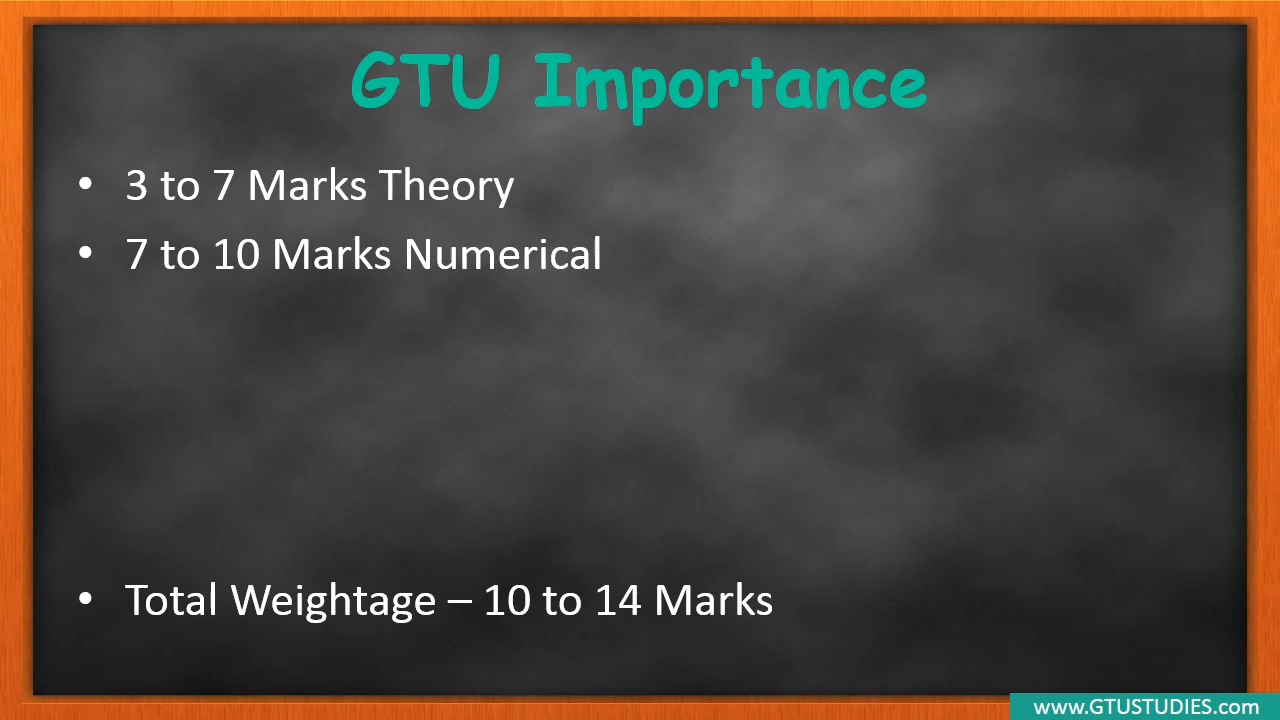 GTU Importance
• 3 to 7 Marks Theory
• 7 to 10 Marks Numerical
• Total Weightage – 10 to 14 Marks
www.GTUSTUDIES.com